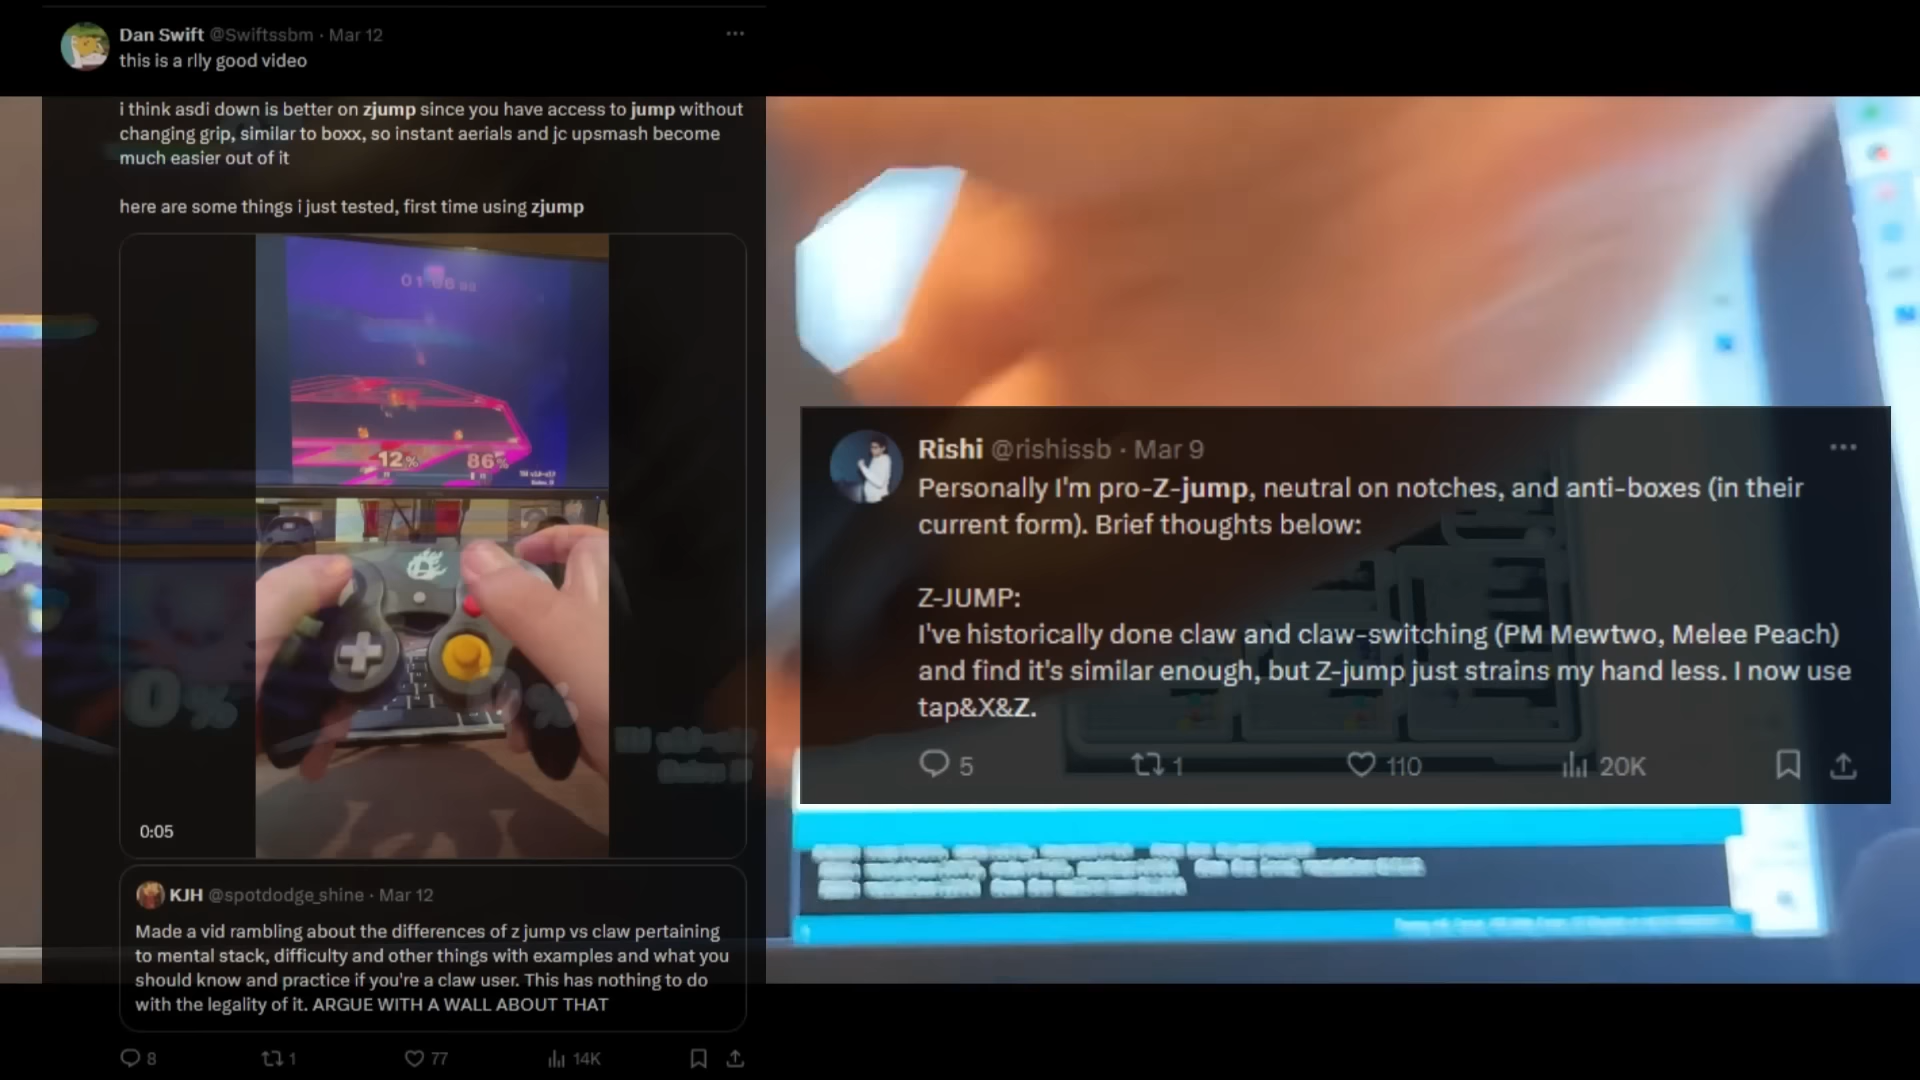 Dan Swift @Swiftssbm · Mar 12
this is a rlly good video
i think asdi down is better on zjump since you have access to jump without
changing grip, similar to boxx, so instant aerials and jc upsmash become
much easier out of it
here are some things i just tested, first time using zjump
12%
86%
0%
0:05
KJH @spotdodge_shine · Mar 12
Made a vid rambling about the differences of z jump vs claw pertaining
to mental stack, difficulty and other things with examples and what you
should know and practice if you're a claw user. This has nothing to do
with the legality of it. ARGUE WITH A WALL ABOUT THAT
8
1
77
14K
Rishi @rishissb · Mar 9
Personally I'm pro-Z-jump, neutral on notches, and anti-boxes (in their
current form). Brief thoughts below:
Z-JUMP:
I've historically done claw and claw-switching (PM Mewtwo, Melee Peach)
and find it's similar enough, but Z-jump just strains my hand less. I now use
tap&X&Z.
5
1
110
20K